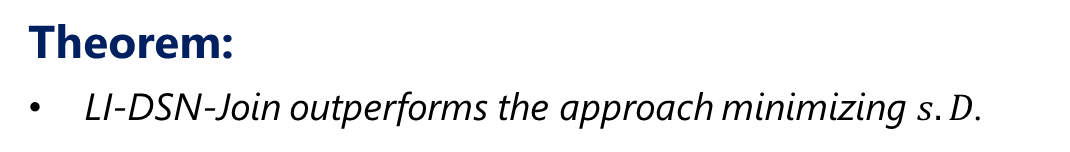 Theorem:
• LI-DSN-Join outperforms the approach minimizing s.D.